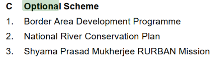 C Optional Scheme
1. Border Area Development Programme
2. National River Conservation Plan
3. Shyama Prasad Mukherjee RURBAN Mission